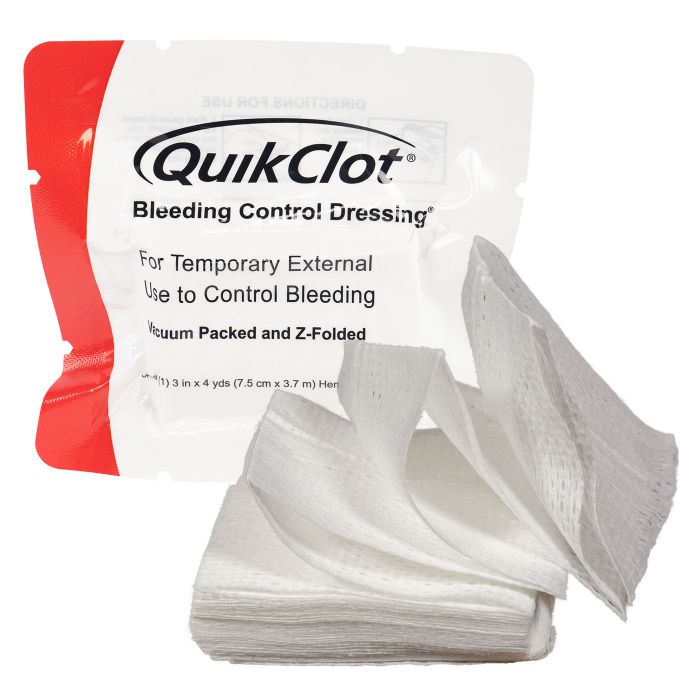 QuikClot®
Bleeding Control Dressing®
For Temporary External
Use to Control Bleeding
Vacuum Packed and Z-Folded
(1) 3 in x 4 yds (7.5 cm x 3.7 m)
DIRECTIONS FOR USE